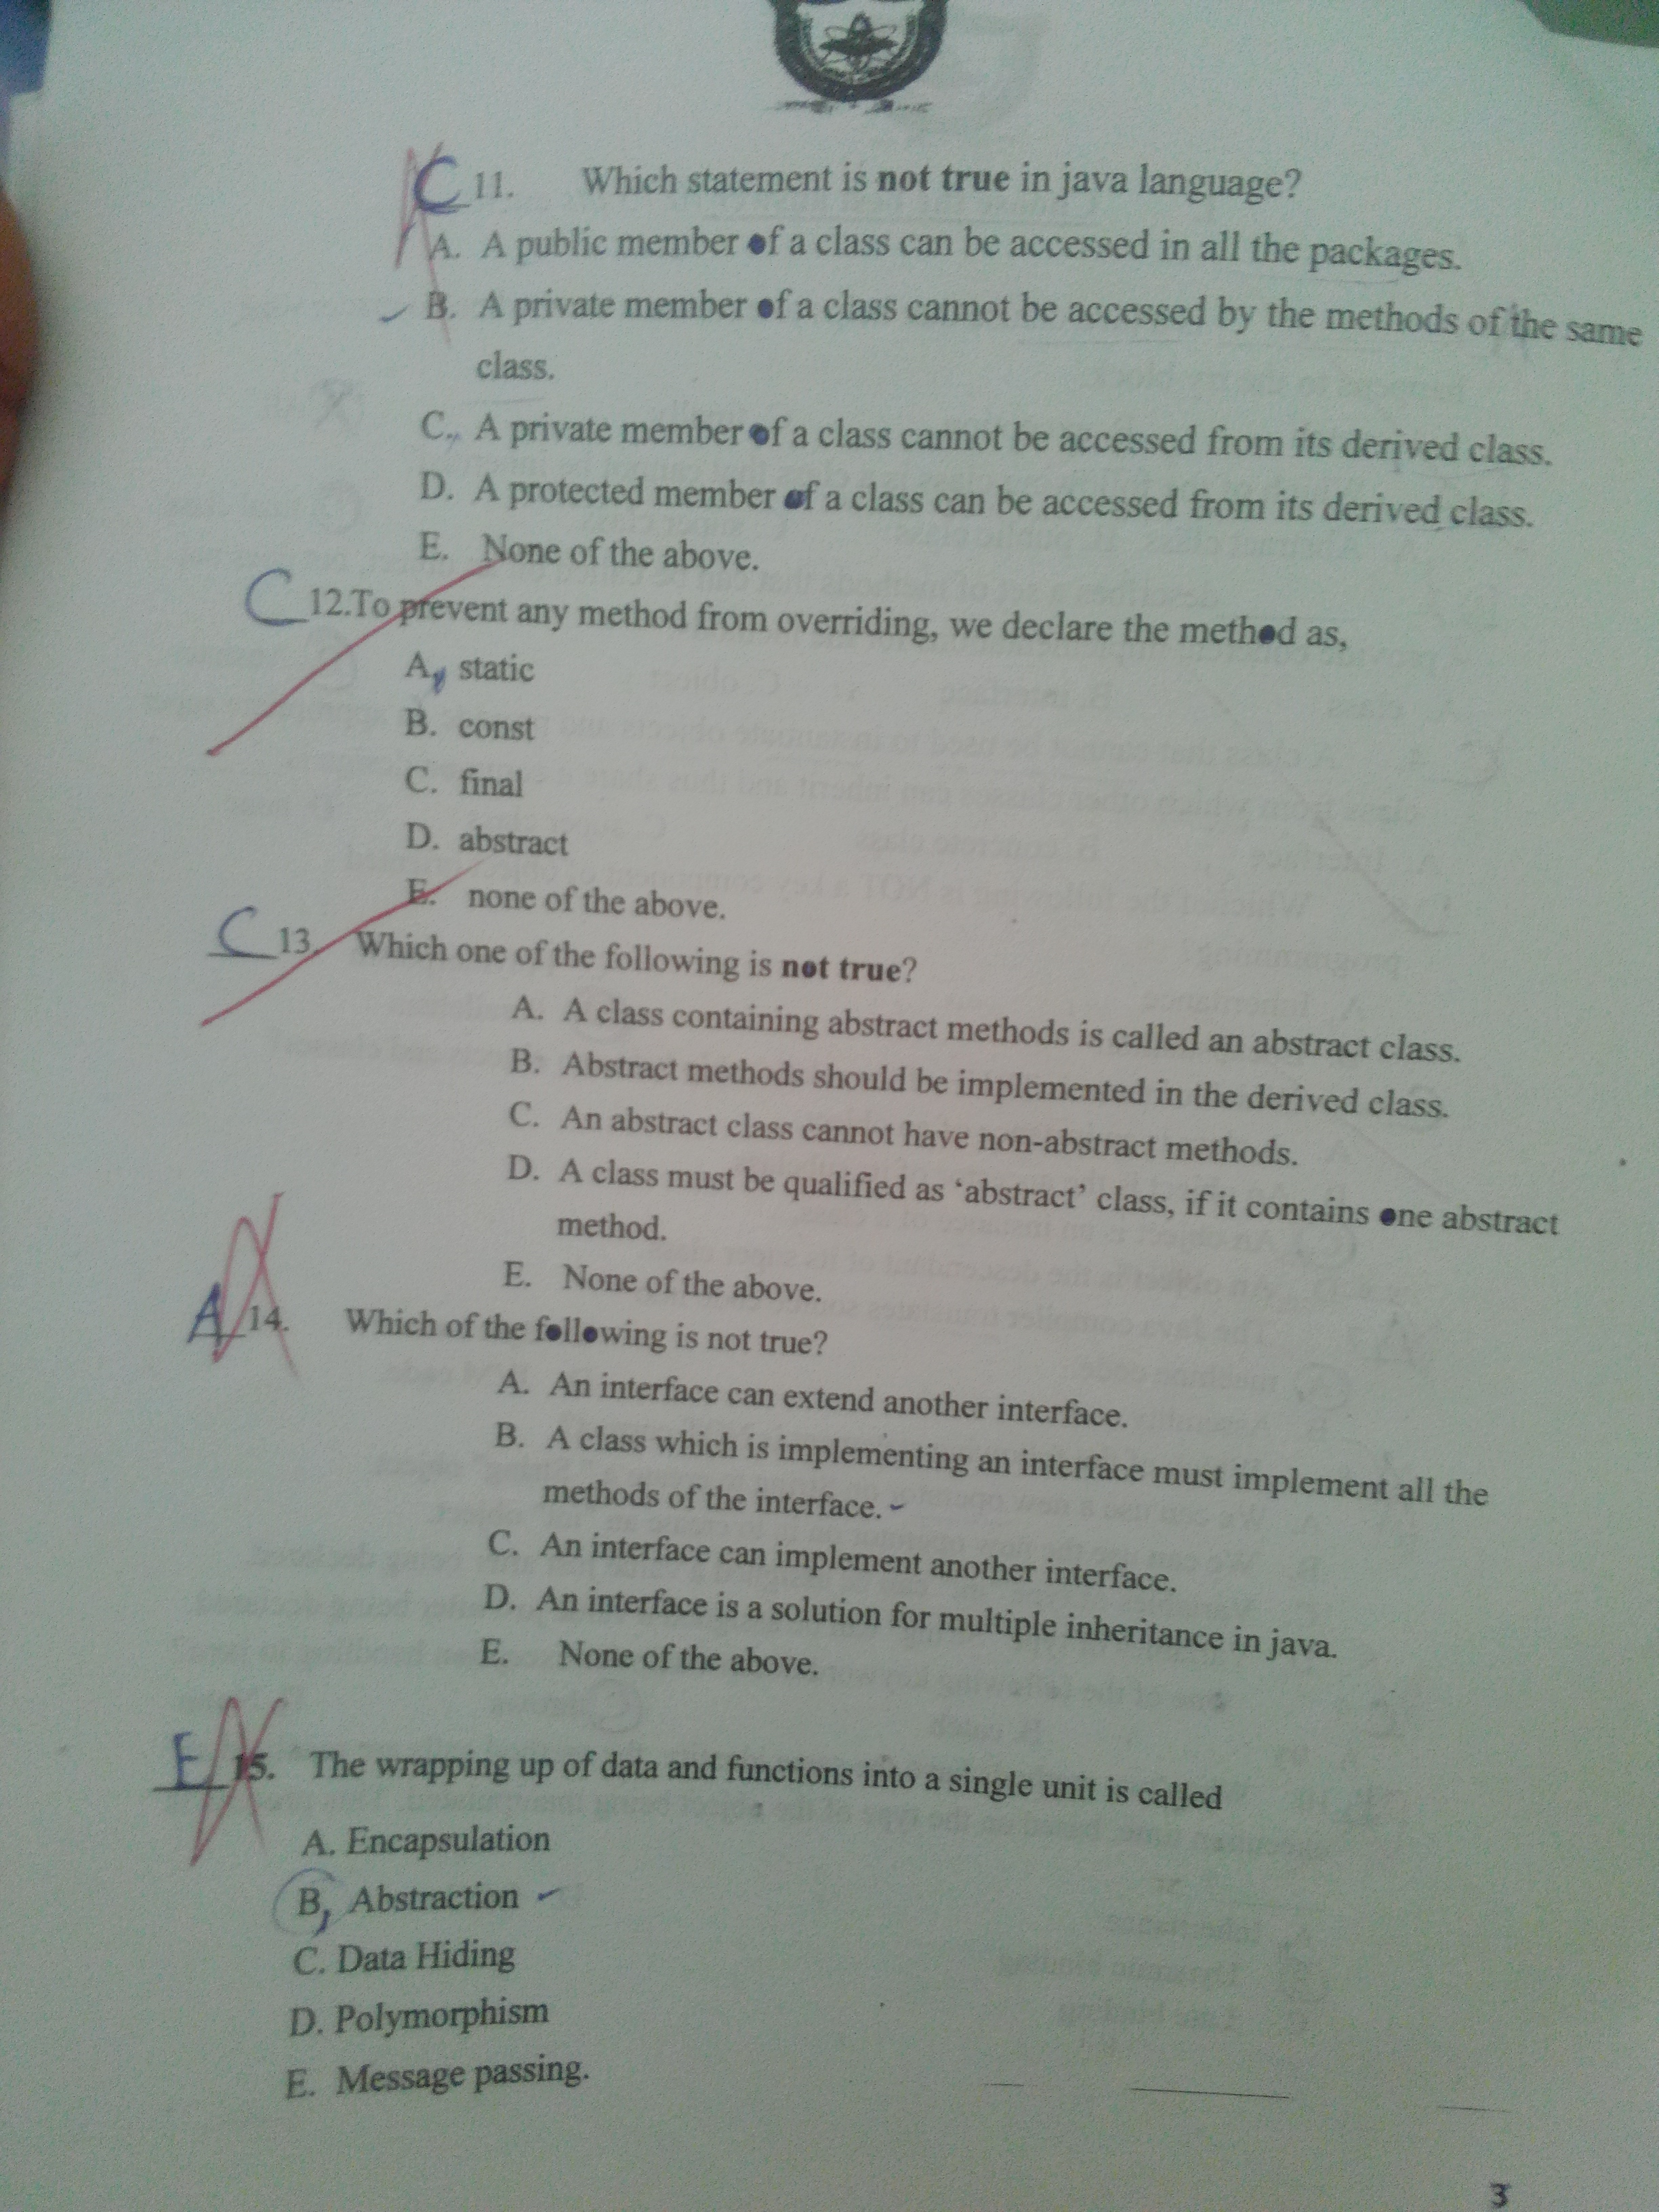 C 11. Which statement is not true in java language?
A. A public member of a class can be accessed in all the packages.
B. A private member of a class cannot be accessed by the methods of the same
class.
C. A private member of a class cannot be accessed from its derived class.
D. A protected member of a class can be accessed from its derived class.
E. None of the above.
C 12.To prevent any method from overriding, we declare the method as,
A. static
B. const
C. final
D. abstract
E. none of the above.
C 13. Which one of the following is not true?
A. A class containing abstract methods is called an abstract class.
B. Abstract methods should be implemented in the derived class.
C. An abstract class cannot have non-abstract methods.
D. A class must be qualified as ‘abstract’ class, if it contains one abstract
method.
E. None of the above.
A 14. Which of the following is not true?
A. An interface can extend another interface.
B. A class which is implementing an interface must implement all the
methods of the interface.
C. An interface can implement another interface.
D. An interface is a solution for multiple inheritance in java.
E. None of the above.
E 15. The wrapping up of data and functions into a single unit is called
A. Encapsulation
B, Abstraction
C. Data Hiding
D. Polymorphism
E. Message passing.
3